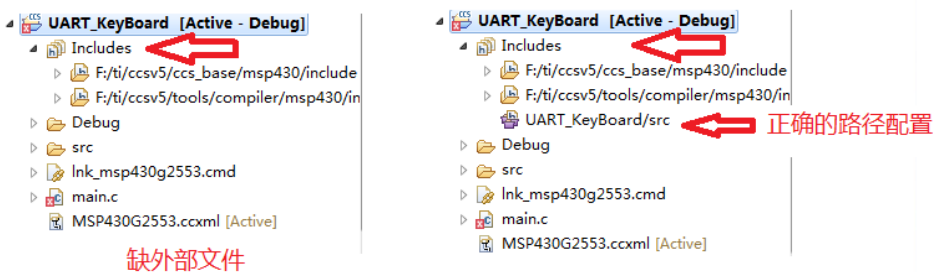 UART_KeyBoard [Active - Debug]
Includes
F:/ti/ccsv5/ccs_base/msp430/include
F:/ti/ccsv5/tools/compiler/msp430/in
Debug
src
lnk_msp430g2553.cmd
main.c
MSP430G2553.ccxml [Active]
缺外部文件
UART_KeyBoard [Active - Debug]
Includes
F:/ti/ccsv5/ccs_base/msp430/include
F:/ti/ccsv5/tools/compiler/msp430/in
UART_KeyBoard/src
正确的路径配置
Debug
src
lnk_msp430g2553.cmd
main.c
MSP430G2553.ccxml [Active]